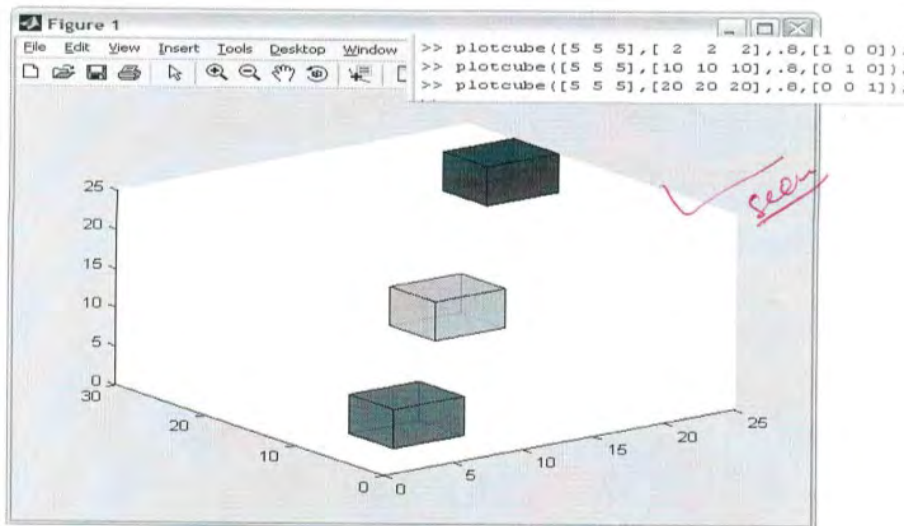 Figure 1
File Edit View Insert Tools Desktop Window
>> plotcube([5 5 5],[ 2 2 2],.8,[1 0 0]).
>> plotcube([5 5 5],[10 10 10],.8,[0 1 0]).
>> plotcube([5 5 5],[20 20 20],.8,[0 0 1]).
25
20
15
10
5
0
30
20
10
0
0
5
10
15
20
25
seen